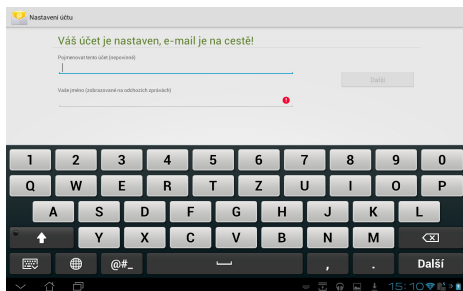 Nastavení účtu
Váš účet je nastaven, e-mail je na cestě!
Pojmenovat tento účet (nepovinné)
Další
Vaše jméno (zobrazované na odchozích zprávách)
1 2 3 4 5 6 7 8 9 0
Q W E R T Z U I O P
A S D F G H J K L
Y X C V B N M
@#_ , . Další
15:10